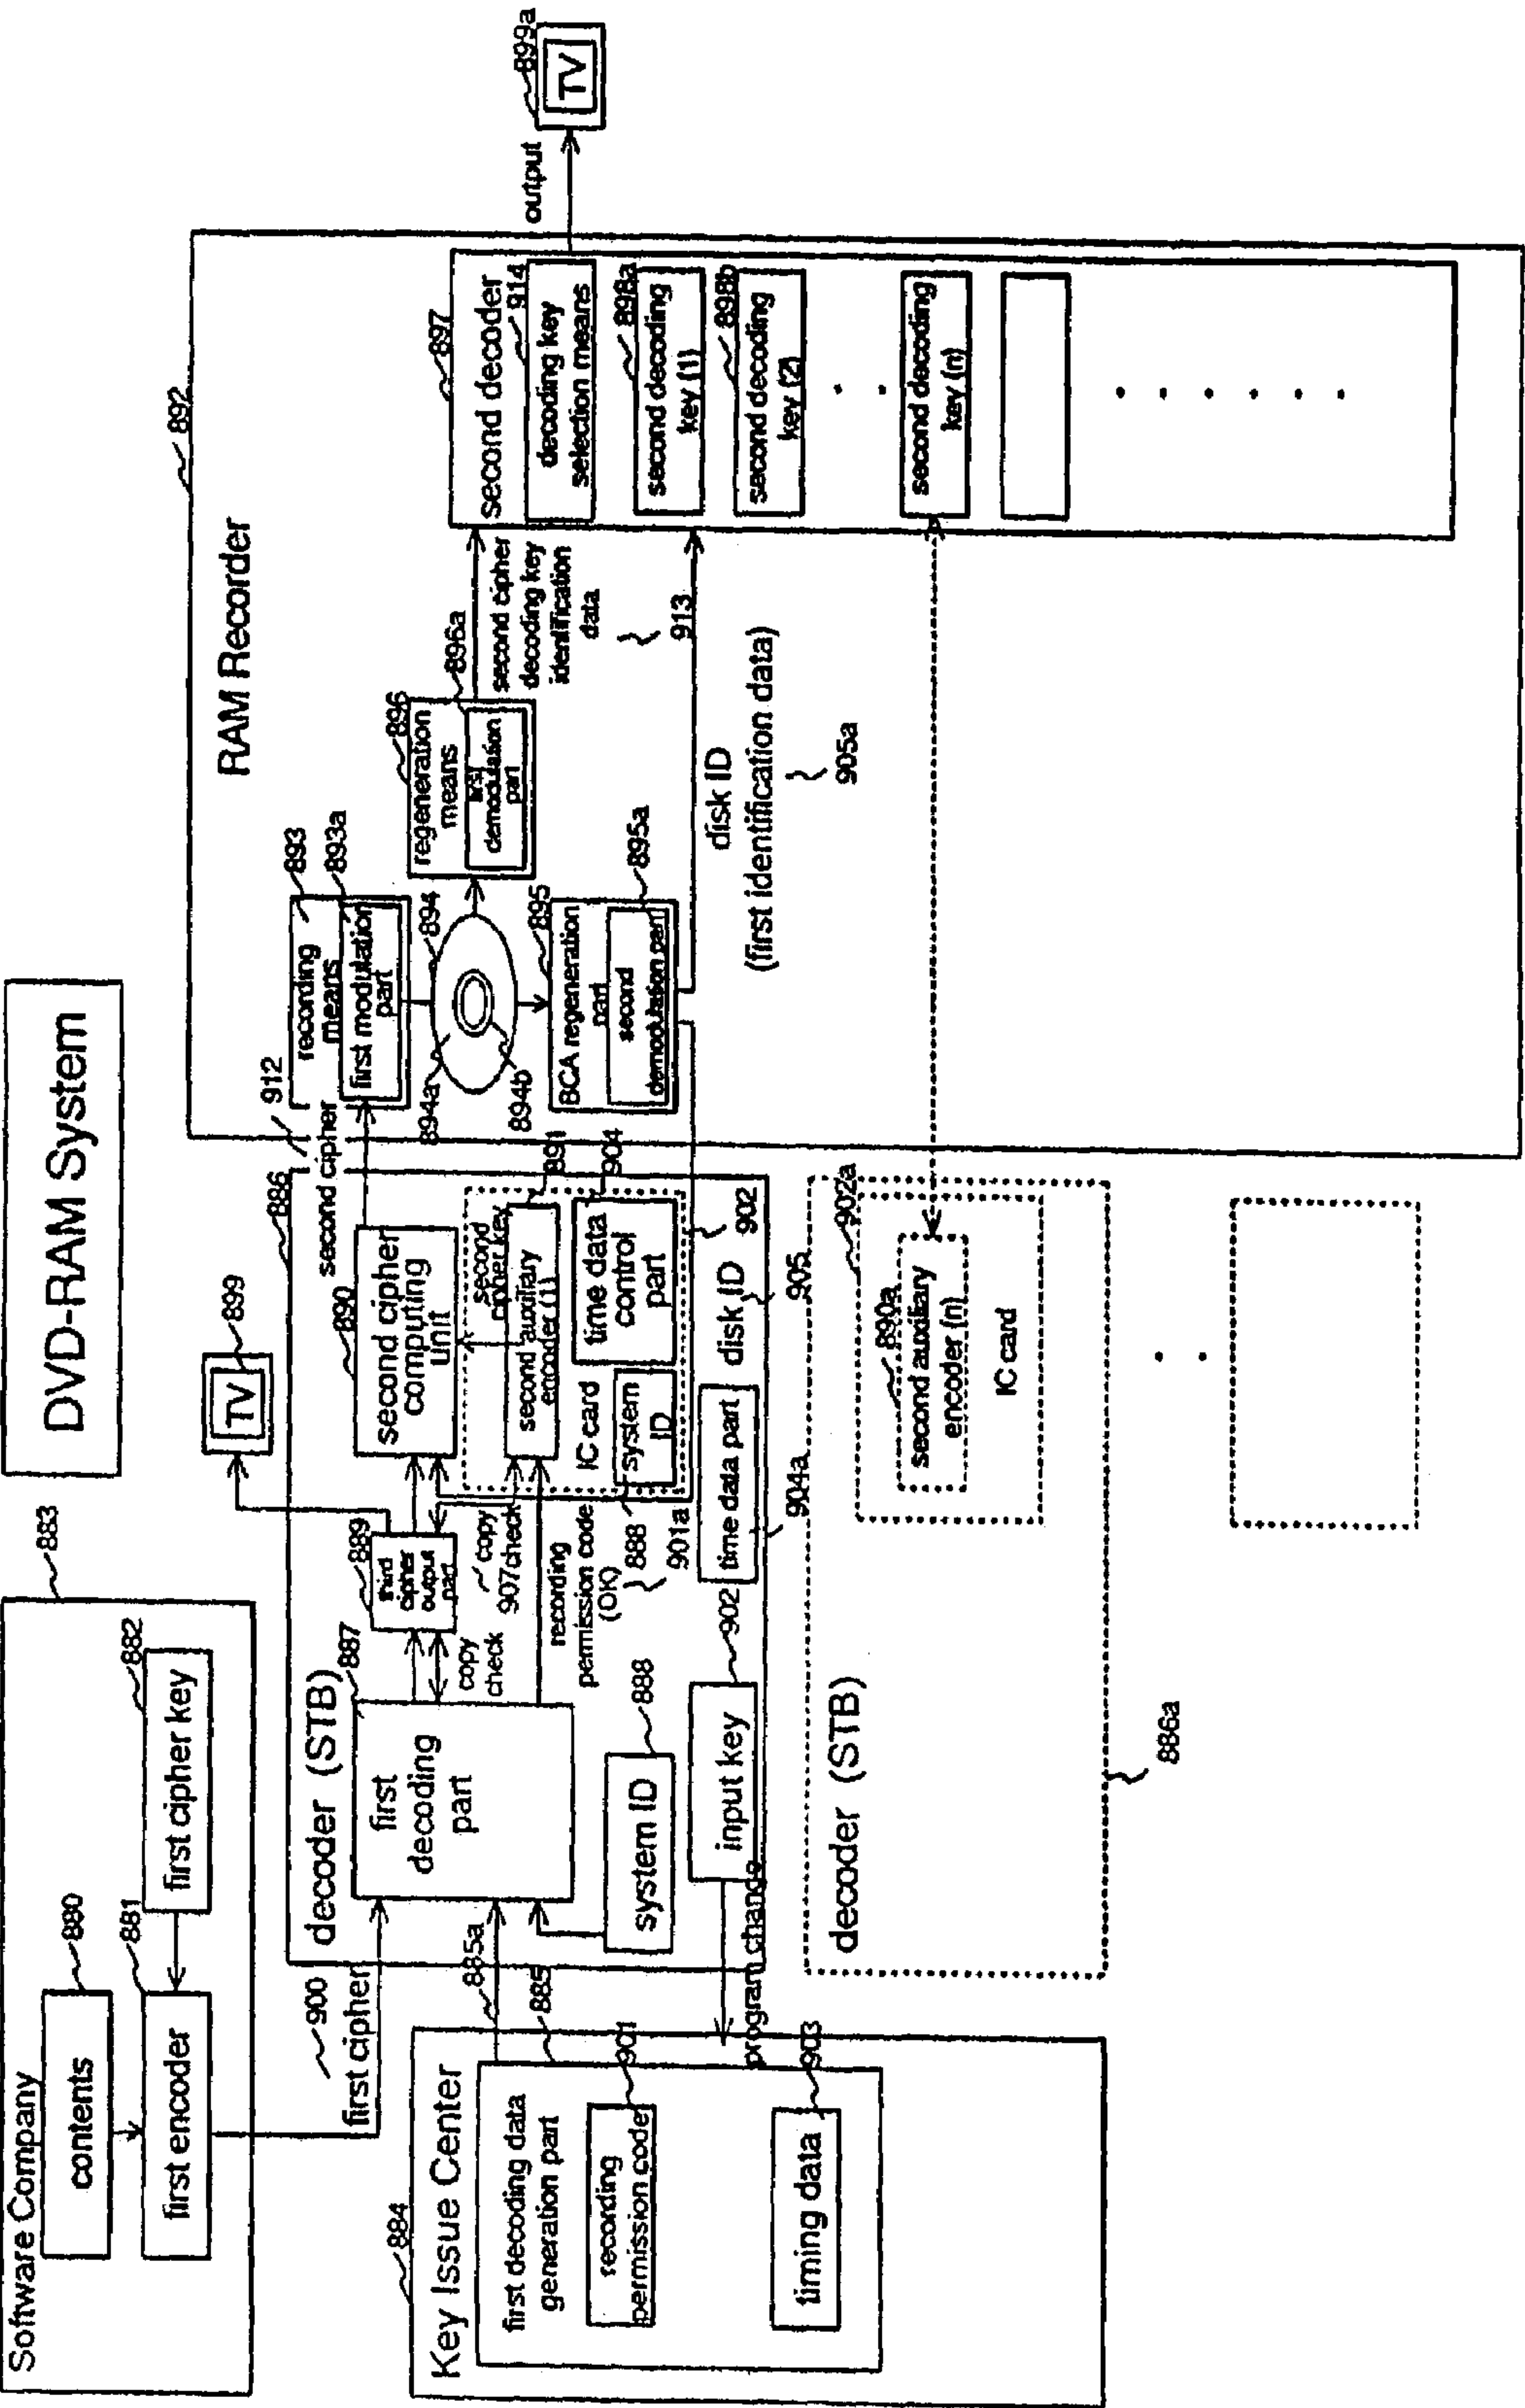 DVD-RAM System
Software Company
883
contents
880
first encoder
881
first cipher key
882
900
first cipher
884
Key Issue Center
885
885a
first decoding data
generation part
recording
permission code
901
timing data
903
program change
886
decoder (STB)
887
first
decoding
part
system ID
888
input key
902
889
third
cipher
output
part
copy
check
copy
907 check
recording
permission code
(OK)
888
901a
899
TV
890
second cipher
computing
unit
second
cipher key
second auxiliary
encoder (1)
891
IC card
system
ID
time data
control
part
904
902
time data part
904a
disk ID
905
second cipher
912
decoder (STB)
886a
902a
890a
second auxiliary
encoder (n)
IC card
892
RAM Recorder
recording
means
893
first modulation
part
893a
894
894a
894b
BCA regeneration
part
895
second
demodulation part
895a
regeneration
means
896
first
demodulation
part
896a
second cipher
decoding key
identification
data
913
disk ID
(first identification data)
905a
897
second decoder
914
decoding key
selection means
second decoding
key (1)
898a
second decoding
key (2)
898b
second decoding
key (n)
output
899a
TV